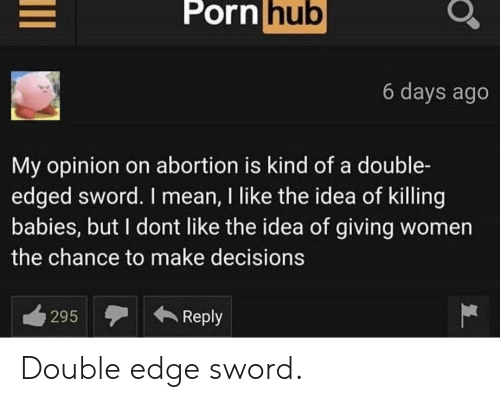 Porn hub
6 days ago
My opinion on abortion is kind of a double-
edged sword. I mean, I like the idea of killing
babies, but I dont like the idea of giving women
the chance to make decisions
295 Reply
Double edge sword.